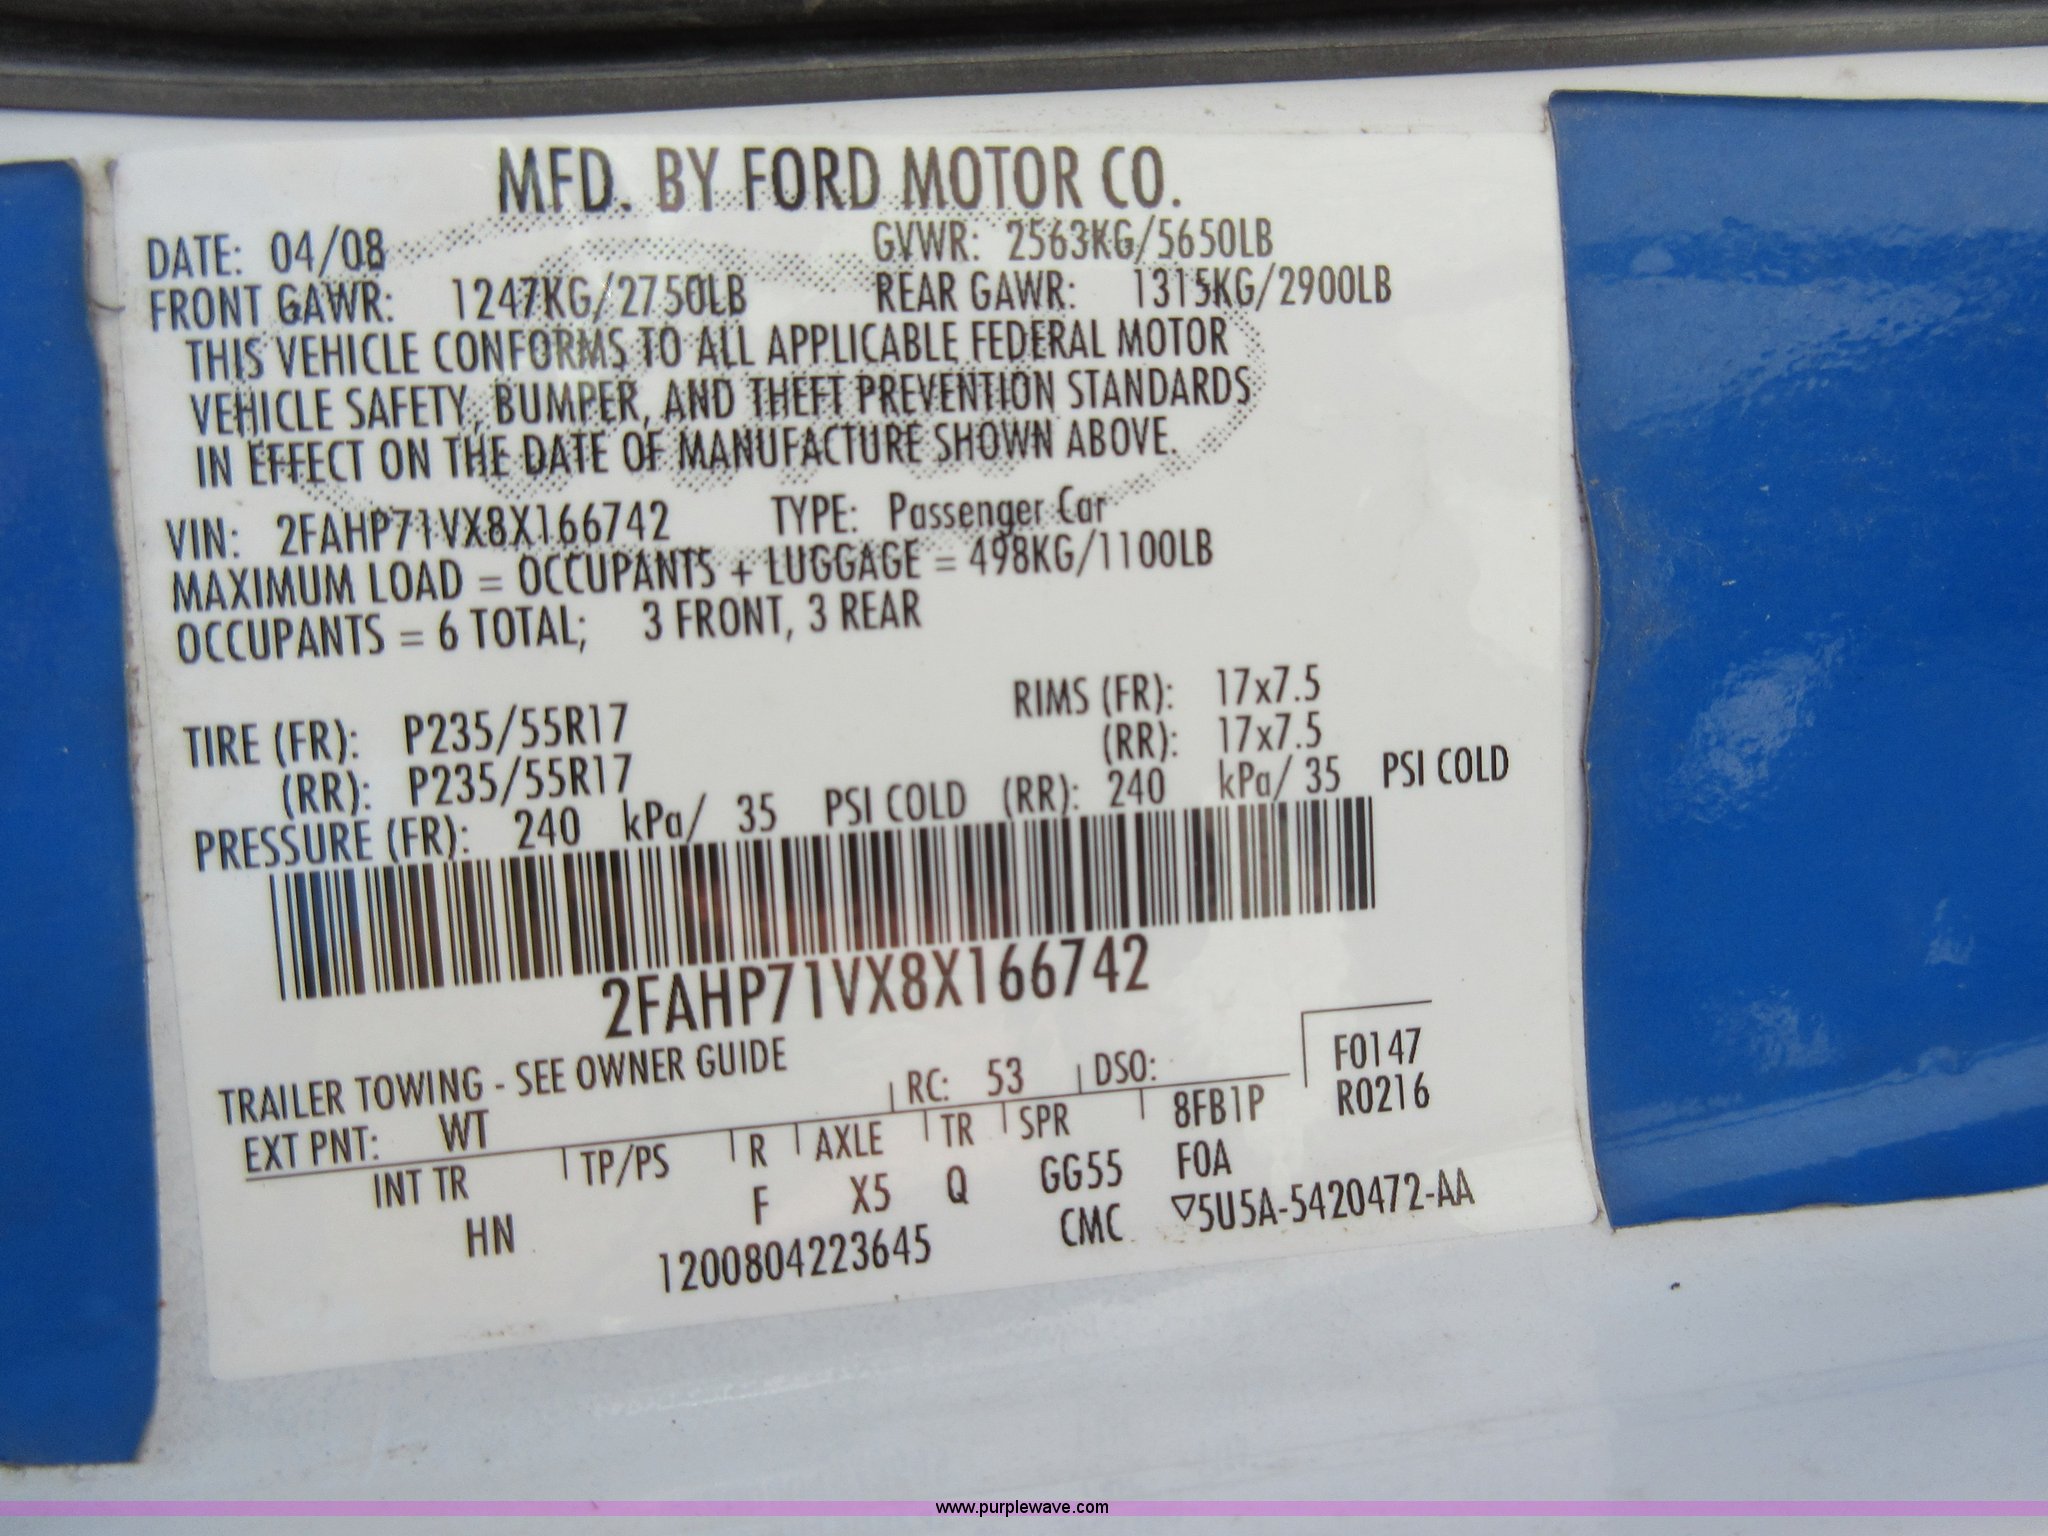 MFD. BY FORD MOTOR CO.
DATE: 04/08 GVWR: 2563KG/5650LB
FRONT GAWR: 1247KG/2750LB REAR GAWR: 1315KG/2900LB
THIS VEHICLE CONFORMS TO ALL APPLICABLE FEDERAL MOTOR
VEHICLE SAFETY, BUMPER, AND THEFT PREVENTION STANDARDS
IN EFFECT ON THE DATE OF MANUFACTURE SHOWN ABOVE.
VIN: 2FAHP71VX8X166742 TYPE: Passenger Car
MAXIMUM LOAD = OCCUPANTS + LUGGAGE = 498KG/1100LB
OCCUPANTS = 6 TOTAL; 3 FRONT, 3 REAR
TIRE (FR): P235/55R17 RIMS (FR): 17x7.5
(RR): P235/55R17 (RR): 17x7.5
PRESSURE (FR): 240 kPa/ 35 PSI COLD (RR): 240 kPa/ 35 PSI COLD
2FAHP71VX8X166742
TRAILER TOWING - SEE OWNER GUIDE
F0147
EXT PNT: WT RC: 53 DSO: R0216
INT TR TP/PS R AXLE TR SPR 8FB1P
HN F X5 Q GG55 F0A
1200804223645 CMC ▽5U5A-5420472-AA
www.purplewave.com